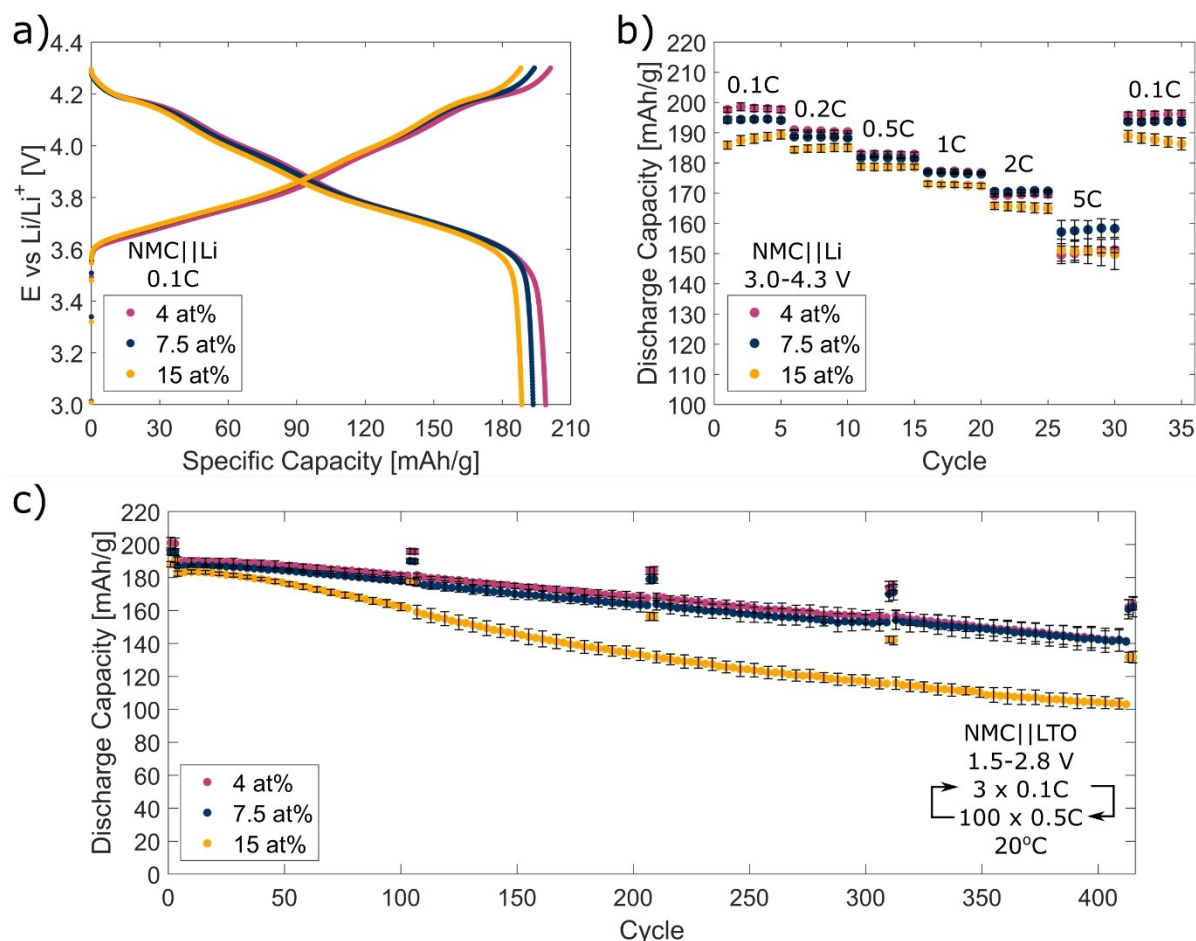 a)
4.4
4.2
4.0
3.8
3.6
3.4
3.2
3.0
E vs Li/Li+ [V]
NMC||Li
0.1C
4 at%
7.5 at%
15 at%
0 30 60 90 120 150 180 210
Specific Capacity [mAh/g]
b)
220
210
200
190
180
170
160
150
140
130
120
110
100
Discharge Capacity [mAh/g]
0.1C
0.2C
0.5C
1C
2C
5C
0.1C
NMC||Li
3.0-4.3 V
4 at%
7.5 at%
15 at%
0 5 10 15 20 25 30 35
Cycle
c)
220
200
180
160
140
120
100
80
60
40
20
0
Discharge Capacity [mAh/g]
4 at%
7.5 at%
15 at%
NMC||LTO
1.5-2.8 V
3 x 0.1C
100 x 0.5C
20°C
0 50 100 150 200 250 300 350 400
Cycle